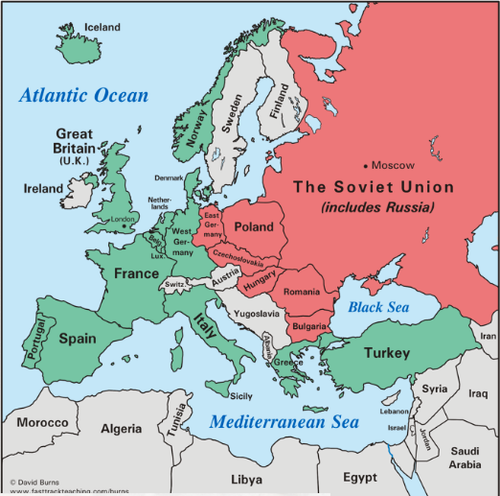 Iceland
Atlantic Ocean
Norway
Sweden
Finland
Great
Britain
(U.K.)
Moscow
Ireland
Denmark
The Soviet Union
(includes Russia)
Nether-
lands
London
East
Ger-
many
Poland
West
Ger-
many
Lux.
Czechoslovakia
France
Switz.
Austria
Hungary
Romania
Black Sea
Yugoslavia
Italy
Bulgaria
Albania
Portugal
Spain
Greece
Turkey
Iran
Sicily
Syria
Iraq
Lebanon
Morocco
Algeria
Tunisia
Mediterranean Sea
Israel
Jordan
Saudi
Arabia
Libya
Egypt
© David Burns
www.fasttrackteaching.com/burns